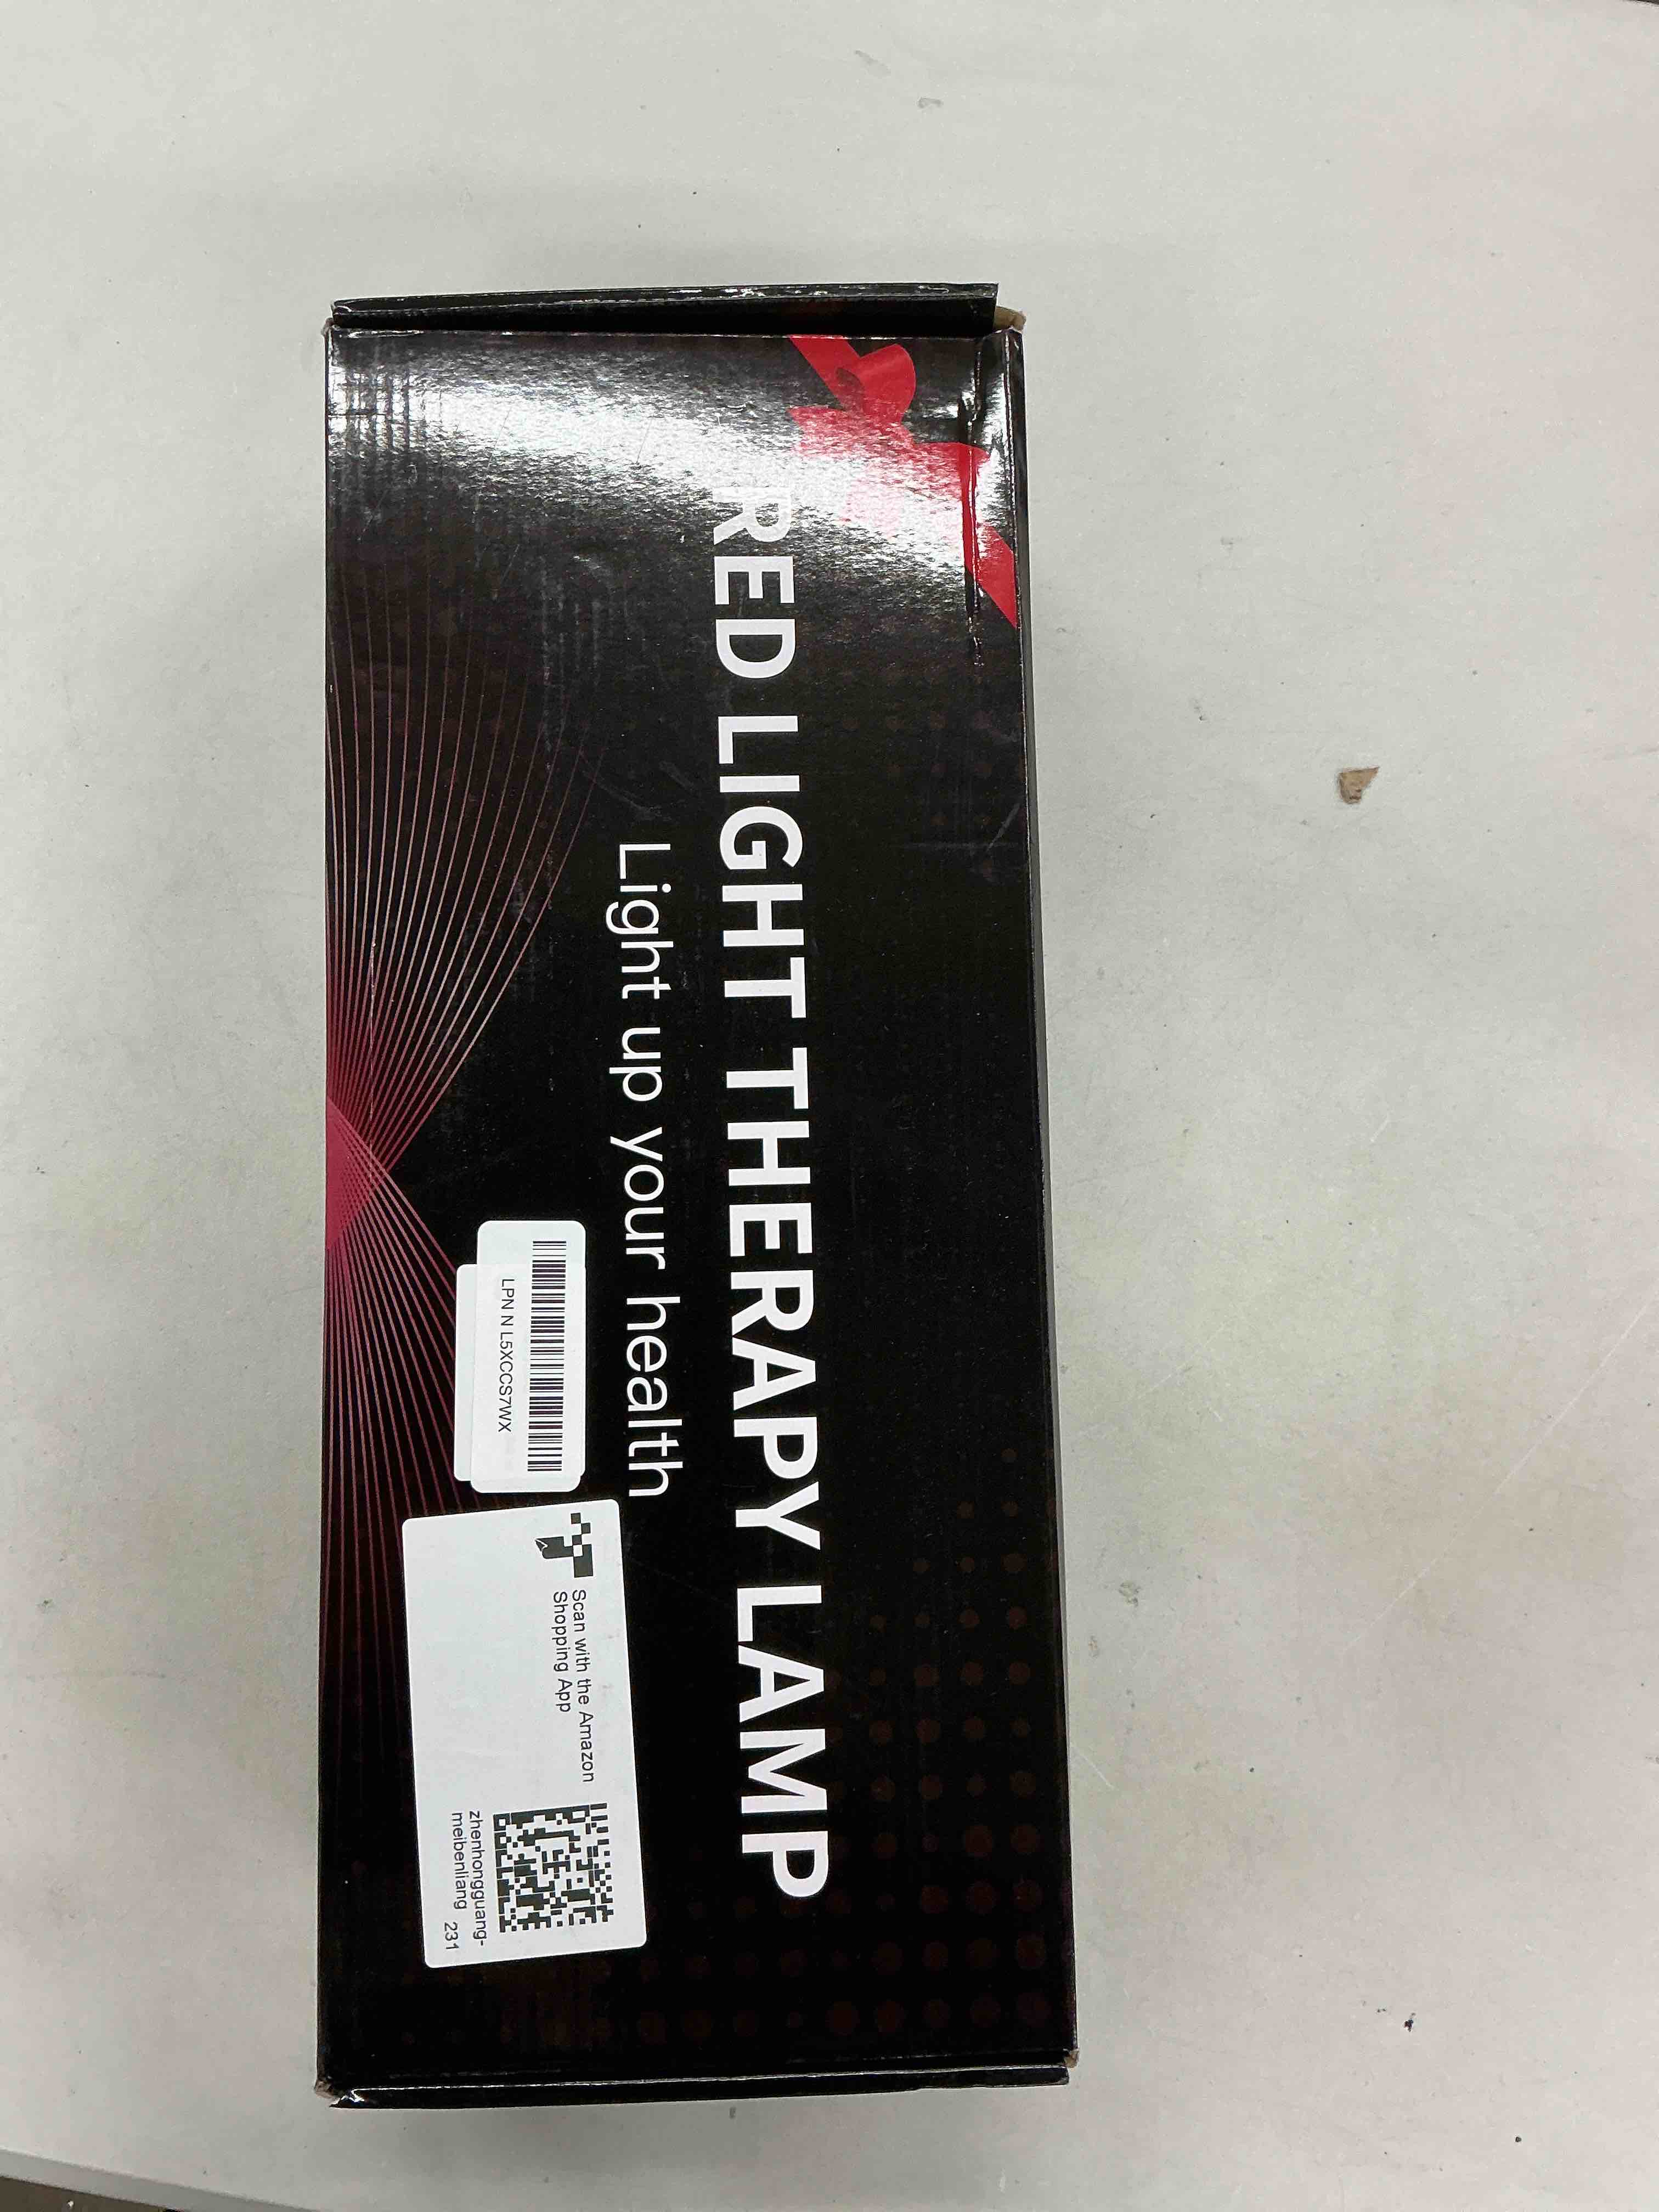 RED LIGHT THERAPY LAMP
Light up your health
LPN N L5XCCS7WX
Scan with the Amazon
Shopping App
zhenhongguang-
meibenliang 231